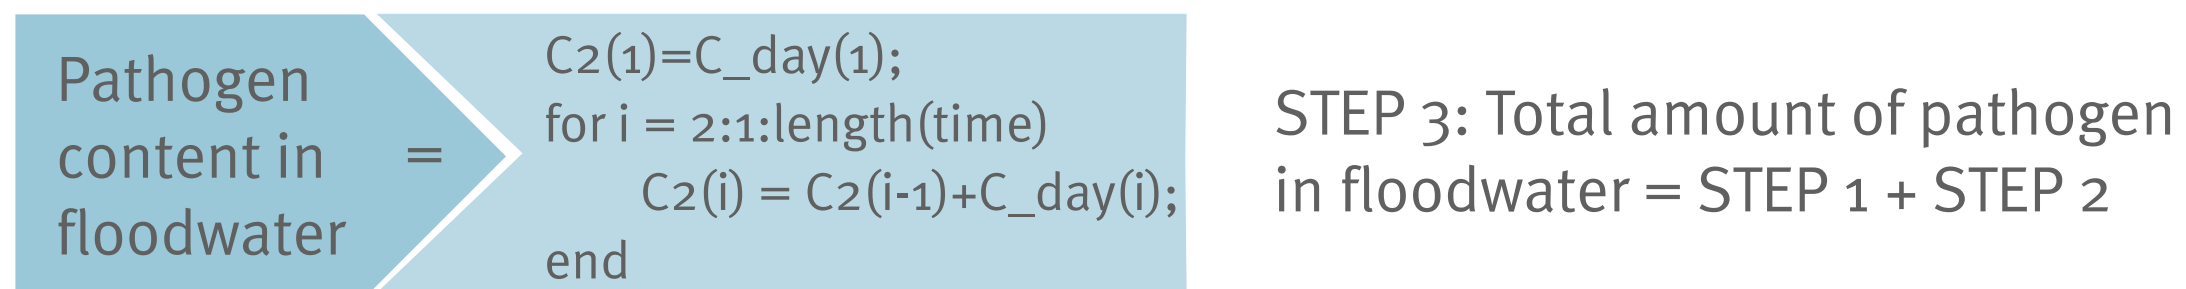 Pathogen
content in
floodwater
=
C2(1)=C_day(1);
for i = 2:1:length(time)
C2(i) = C2(i-1)+C_day(i);
end
STEP 3: Total amount of pathogen
in floodwater = STEP 1 + STEP 2